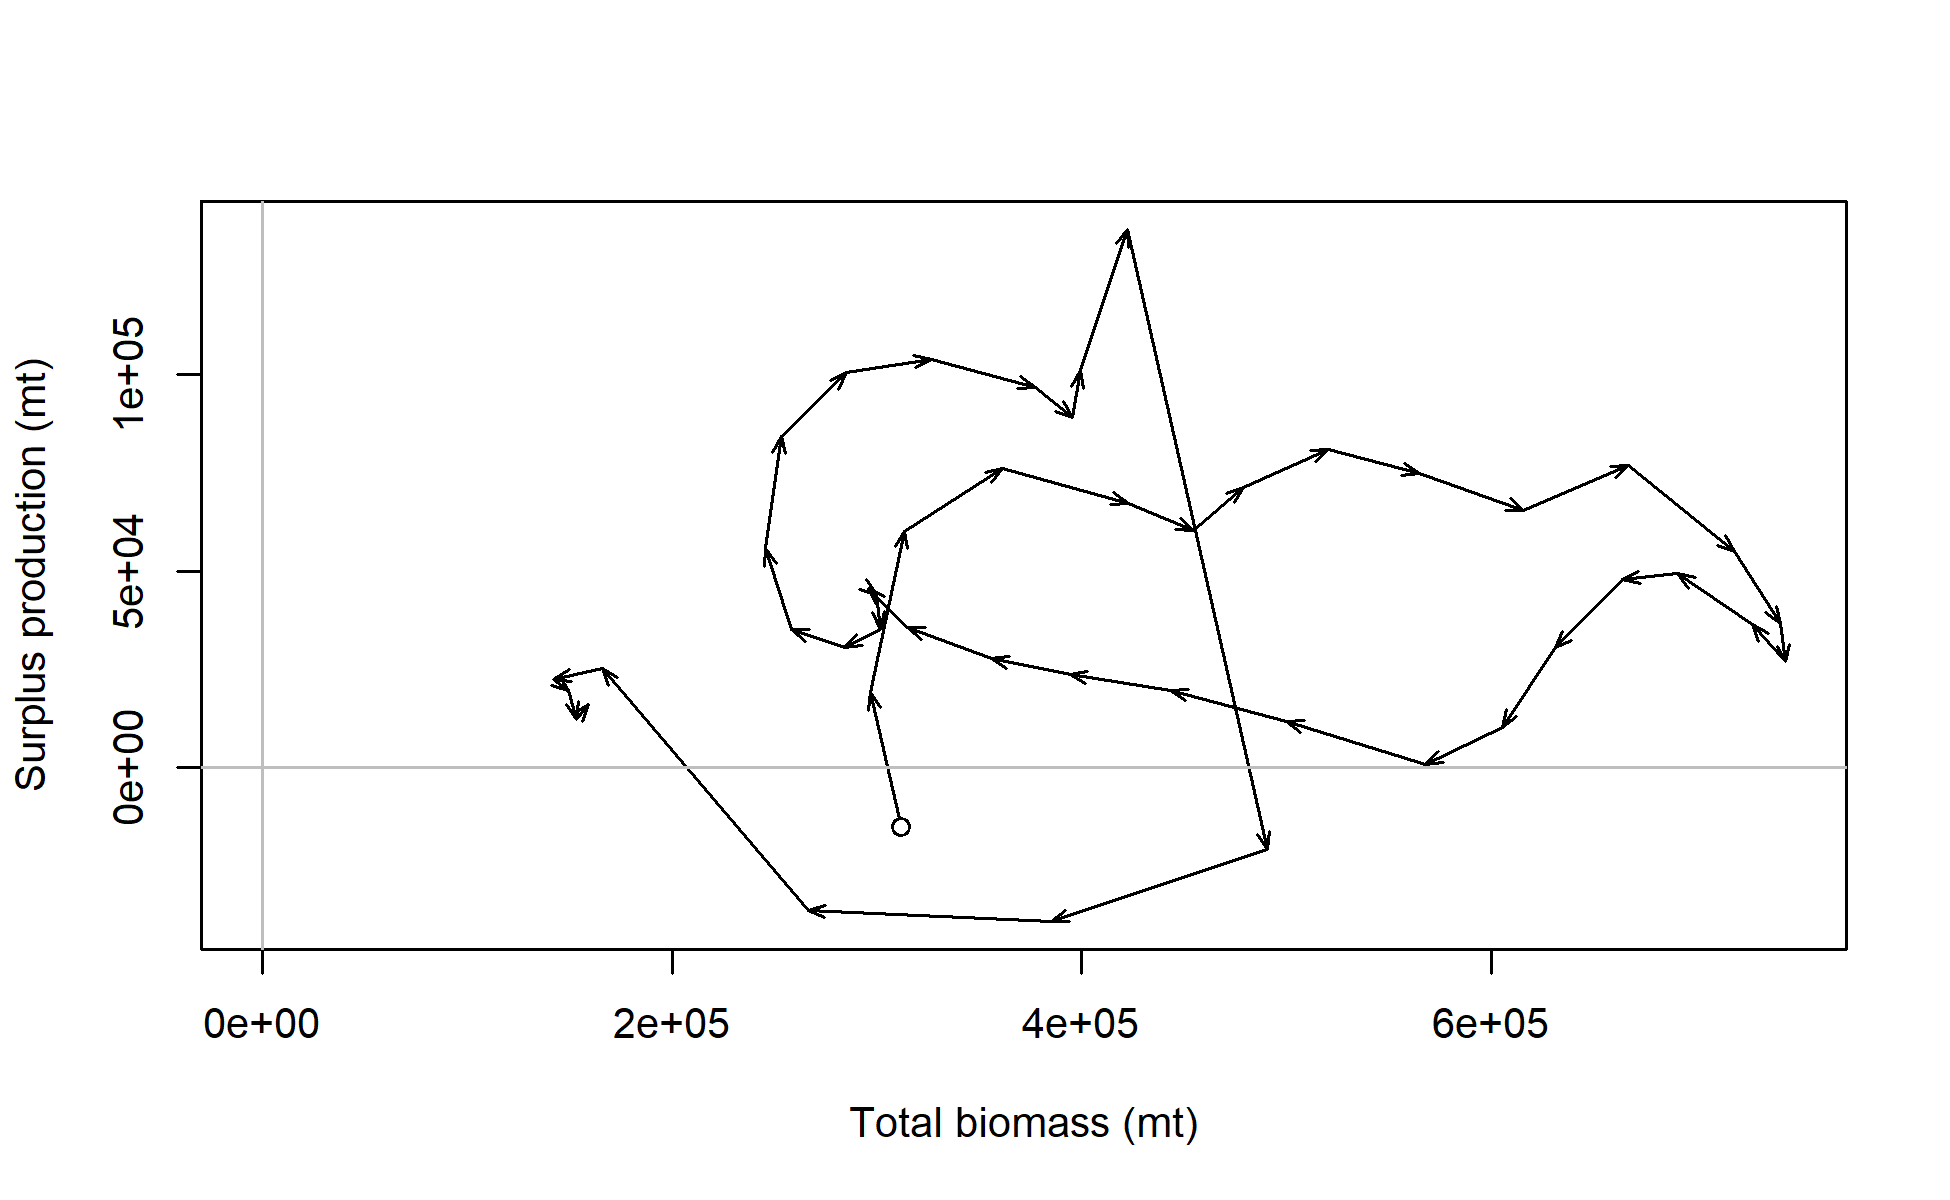 Surplus production (mt)
1e+05
5e+04
0e+00
0e+00 2e+05 4e+05 6e+05
Total biomass (mt)